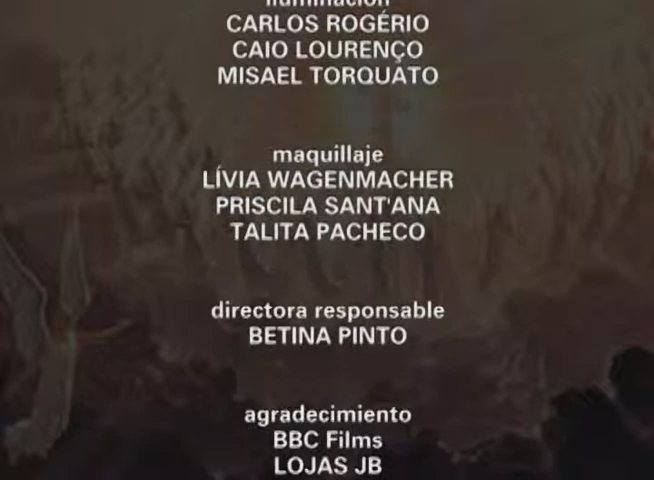 iluminación
CARLOS ROGÉRIO
CAIO LOURENÇO
MISAEL TORQUATO
maquillaje
LÍVIA WAGENMACHER
PRISCILA SANT'ANA
TALITA PACHECO
directora responsable
BETINA PINTO
agradecimiento
BBC Films
LOJAS JB